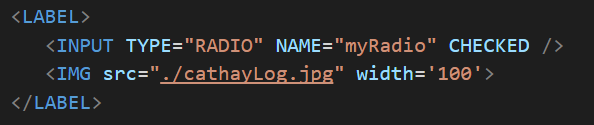 <LABEL>
<INPUT TYPE="RADIO" NAME="myRadio" CHECKED />
<IMG src="./cathayLog.jpg" width='100'>
</LABEL>